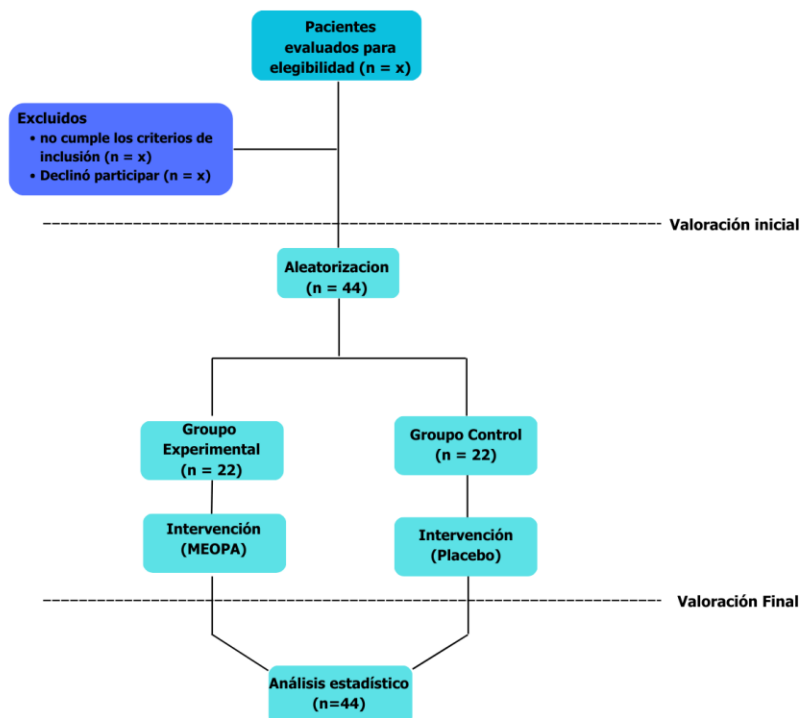 Pacientes
evaluados para
elegibilidad (n = x)
Excluidos
• no cumple los criterios de
inclusión (n = x)
• Declinó participar (n = x)
Valoración inicial
Aleatorizacion
(n = 44)
Groupo
Experimental
(n = 22)
Groupo Control
(n = 22)
Intervención
(MEOPA)
Intervención
(Placebo)
Valoración Final
Análisis estadístico
(n=44)